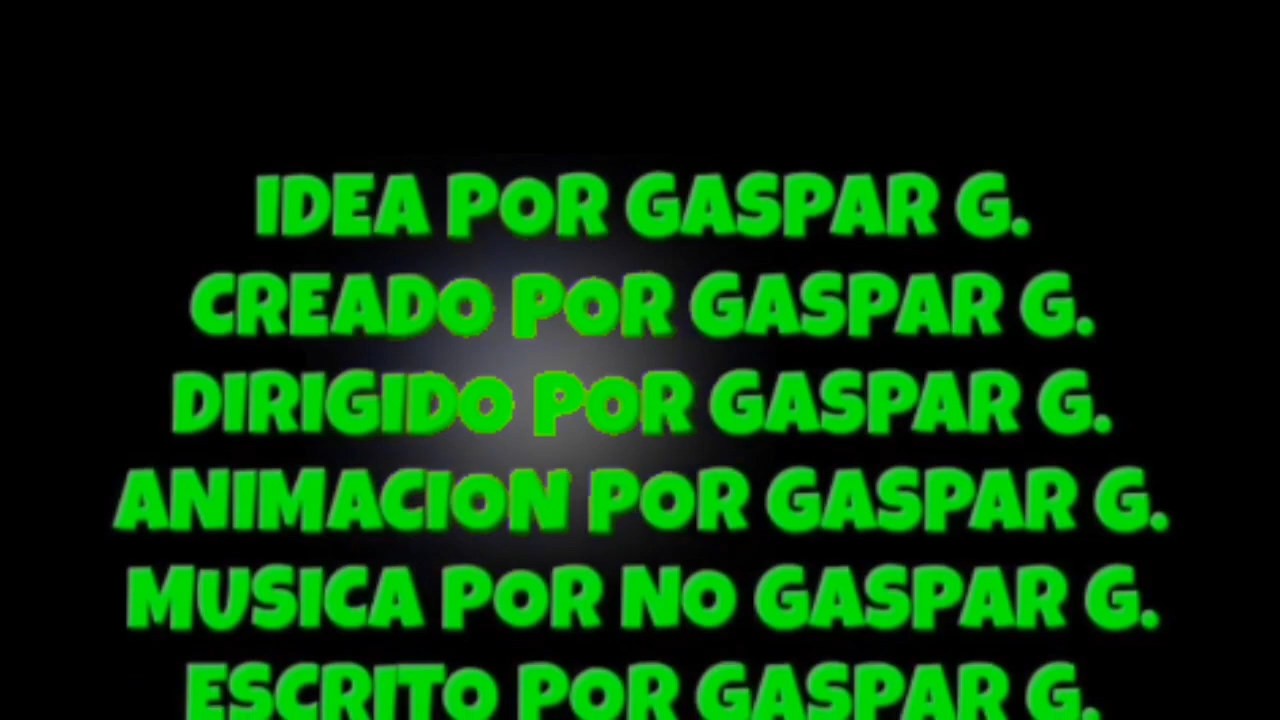 IDEA POR GASPAR G.
CREADO POR GASPAR G.
DIRIGIDO POR GASPAR G.
ANIMACION POR GASPAR G.
MUSICA POR NO GASPAR G.
ESCRITO POR GASPAR G.